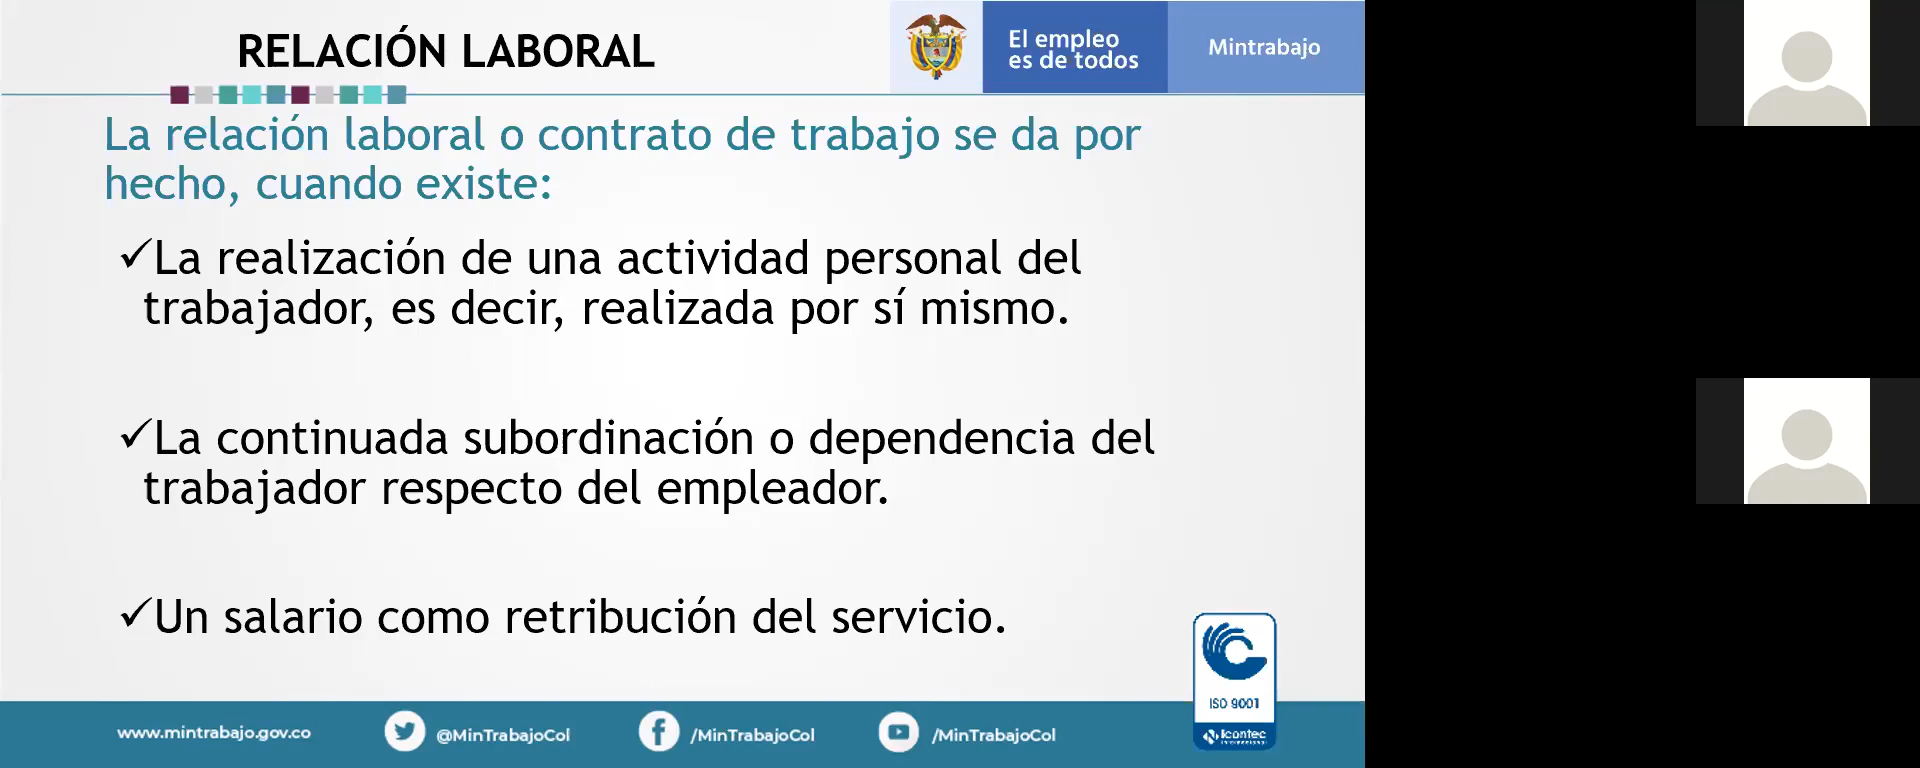 RELACIÓN LABORAL
El empleo
es de todos
Mintrabajo
La relación laboral o contrato de trabajo se da por
hecho, cuando existe:
✓La realización de una actividad personal del
trabajador, es decir, realizada por sí mismo.
✓La continuada subordinación o dependencia del
trabajador respecto del empleador.
✓Un salario como retribución del servicio.
ISO 9001
icontec
www.mintrabajo.gov.co
@MinTrabajoCol
/MinTrabajoCol
/MinTrabajoCol